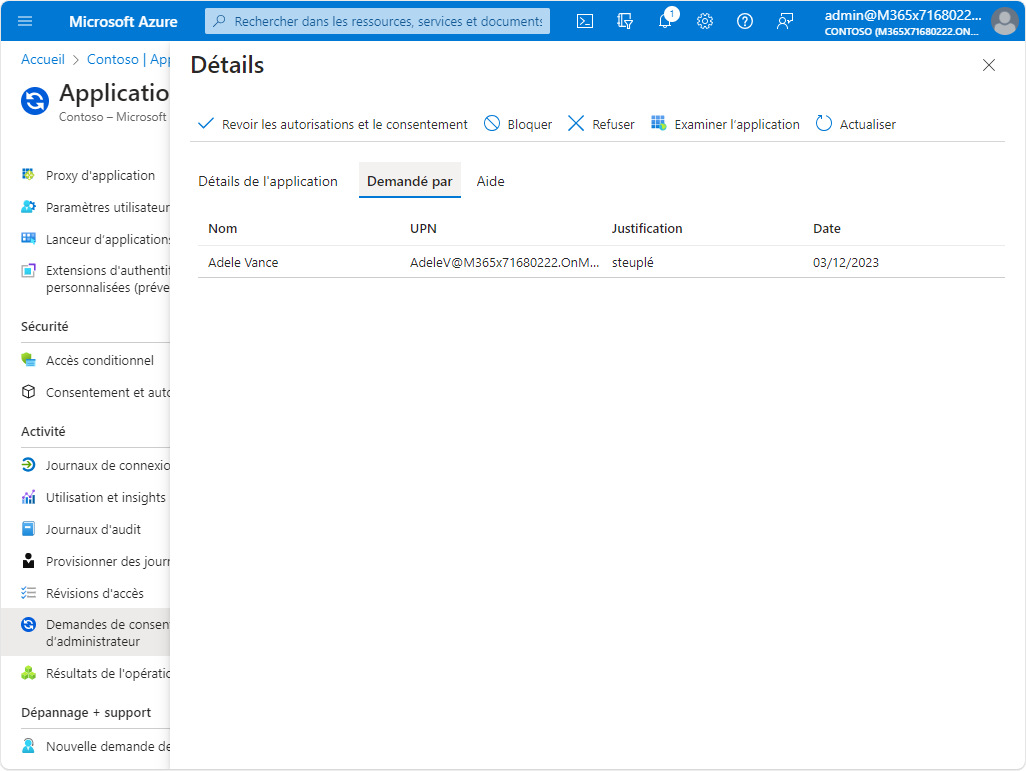 Microsoft Azure
Rechercher dans les ressources, services et documents
1
admin@M365x7168022...
CONTOSO (M365X71680222.ON...
Accueil > Contoso | App
Applicatio
Contoso – Microsoft
Détails
Revoir les autorisations et le consentement
Bloquer
Refuser
Examiner l'application
Actualiser
Détails de l'application
Demandé par
Aide
Nom
UPN
Justification
Date
Adele Vance
AdeleV@M365x71680222.OnM...
steuplé
03/12/2023
Proxy d'application
Paramètres utilisateur
Lanceur d'applications
Extensions d'authentif
personnalisées (préve
Sécurité
Accès conditionnel
Consentement et auto
Activité
Journaux de connexio
Utilisation et insights
Journaux d'audit
Provisionner des jour
Révisions d'accès
Demandes de consen
d'administrateur
Résultats de l'opératio
Dépannage + support
Nouvelle demande de